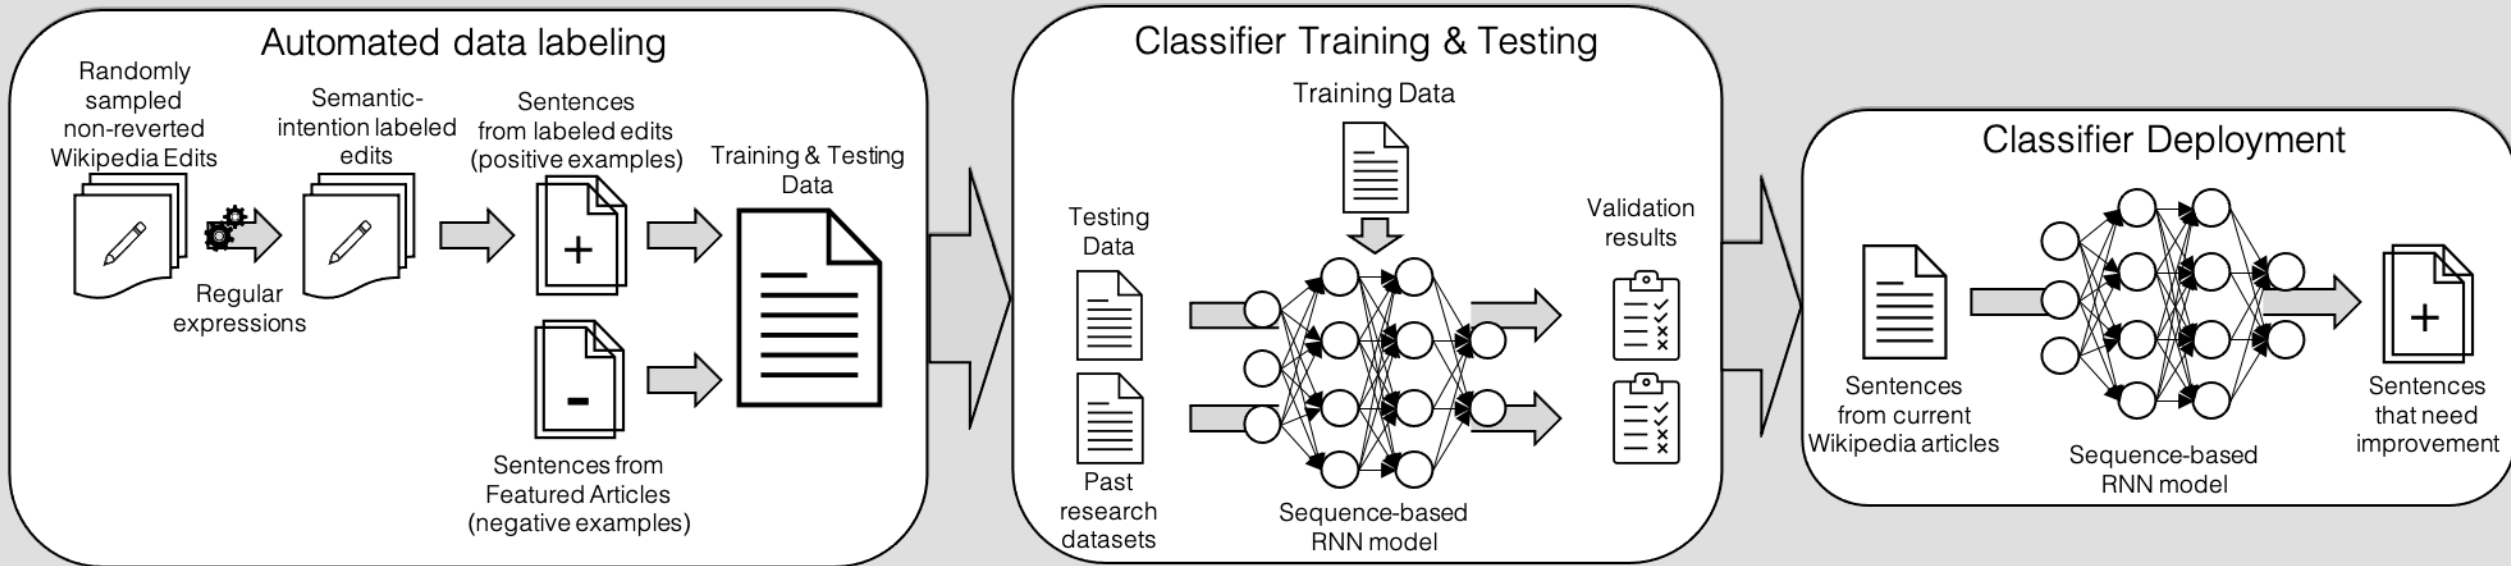 Automated data labeling
Randomly
sampled
non-reverted
Wikipedia Edits
Regular
expressions
Semantic-
intention labeled
edits
Sentences
from labeled edits
(positive examples)
+
-
Sentences from
Featured Articles
(negative examples)
Training & Testing
Data
Classifier Training & Testing
Training Data
Testing
Data
Past
research
datasets
Sequence-based
RNN model
Validation
results
Classifier Deployment
Sentences
from current
Wikipedia articles
Sequence-based
RNN model
+
Sentences
that need
improvement